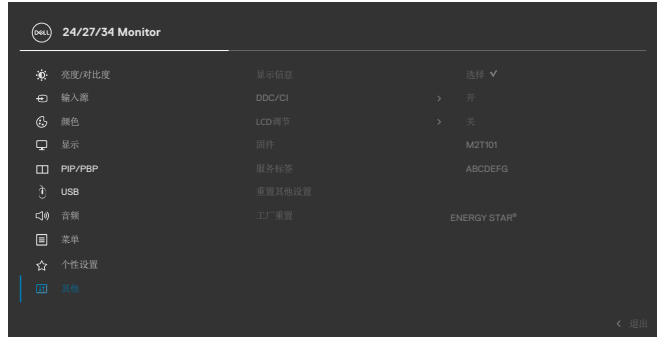 DELL 24/27/34 Monitor
亮度/对比度 显示信息 选择 ✓
输入源 DDC/CI > 开
颜色 LCD调节 > 关
显示 固件 M2T101
PIP/PBP 服务标签 ABCDEFG
USB 重置其他设置
音频 工厂重置 ENERGY STAR®
菜单
个性设置
其他
< 退出